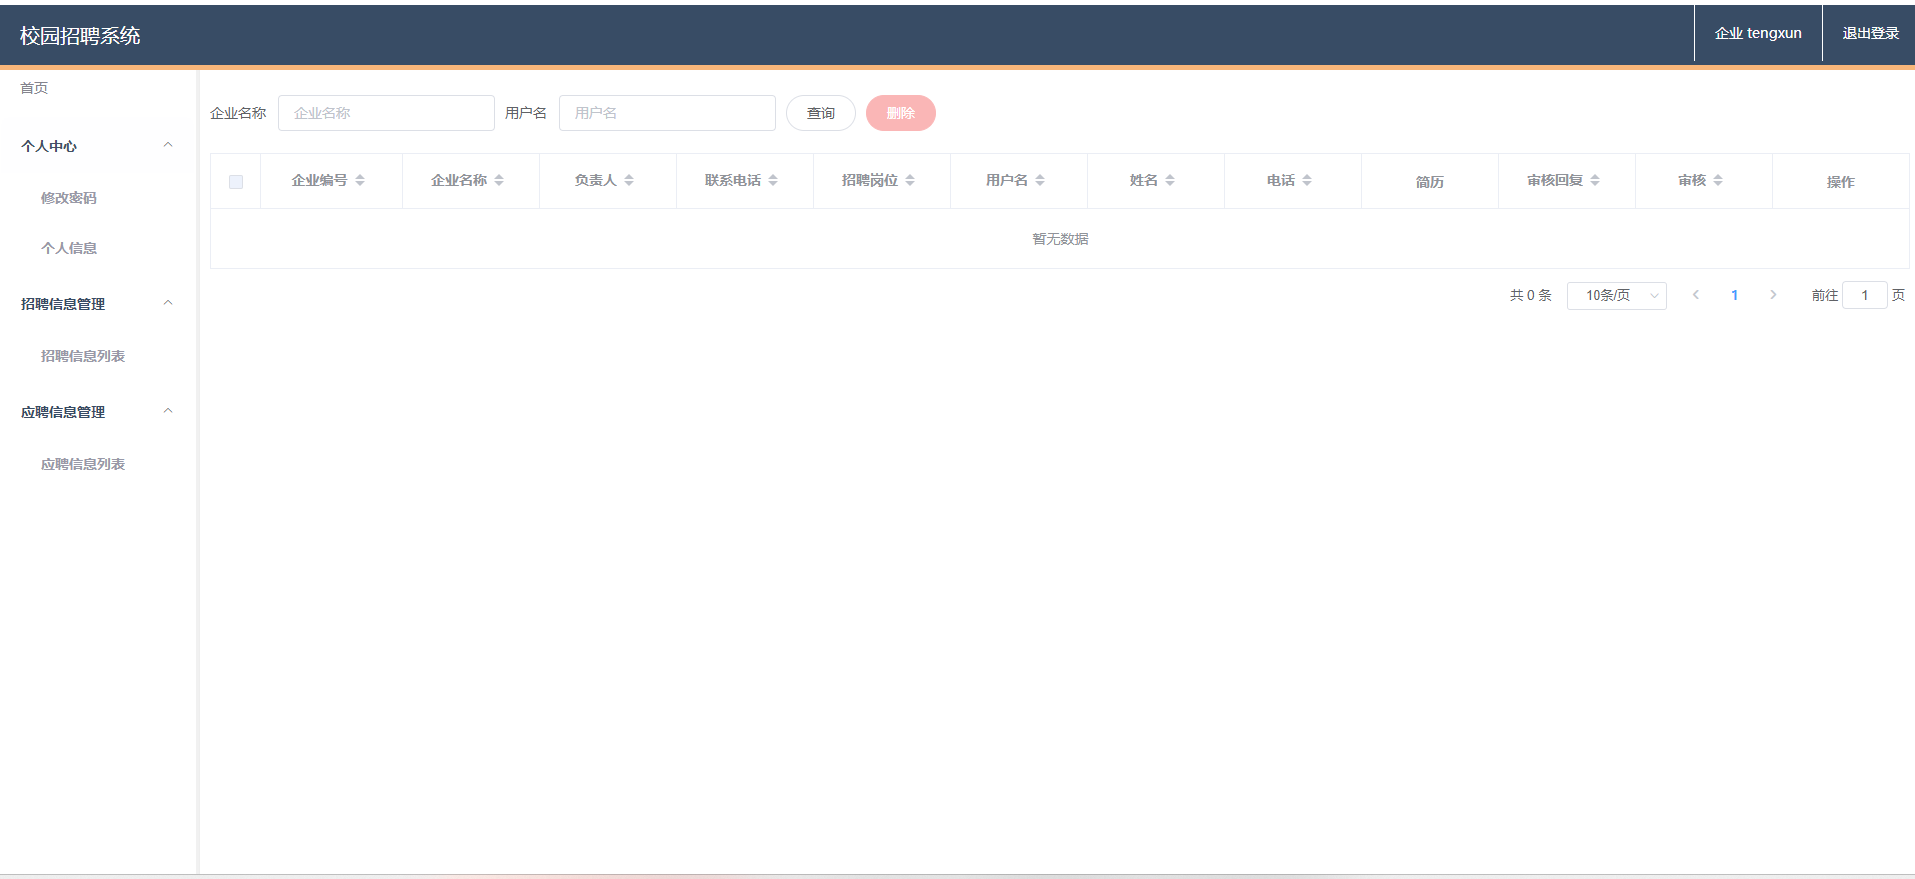 校园招聘系统
企业 tengxun
退出登录
首页
个人中心
修改密码
个人信息
招聘信息管理
招聘信息列表
应聘信息管理
应聘信息列表
企业名称 企业名称 用户名 用户名 查询 删除
企业编号 企业名称 负责人 联系电话 招聘岗位 用户名 姓名 电话 简历 审核回复 审核 操作
暂无数据
共 0 条 10条/页 1 前往 1 页